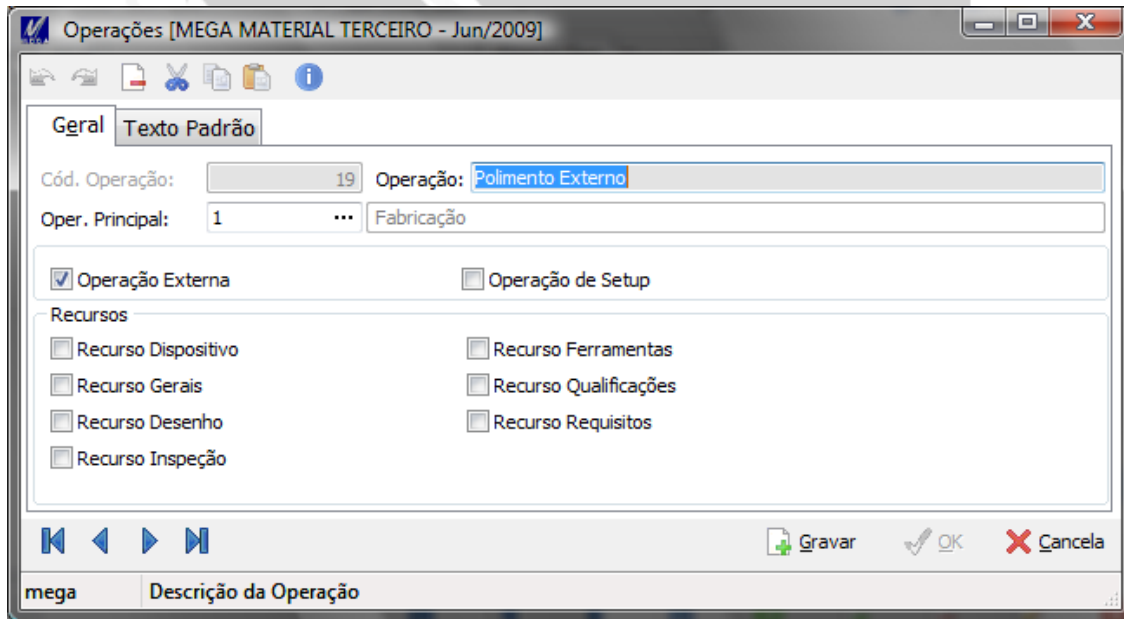 Operações [MEGA MATERIAL TERCEIRO - Jun/2009]
Geral Texto Padrão
Cód. Operação: 19 Operação: Polimento Externo
Oper. Principal: 1 ... Fabricação
Operação Externa Operação de Setup
Recursos
Recurso Dispositivo Recurso Ferramentas
Recurso Gerais Recurso Qualificações
Recurso Desenho Recurso Requisitos
Recurso Inspeção
Gravar OK Cancela
mega Descrição da Operação